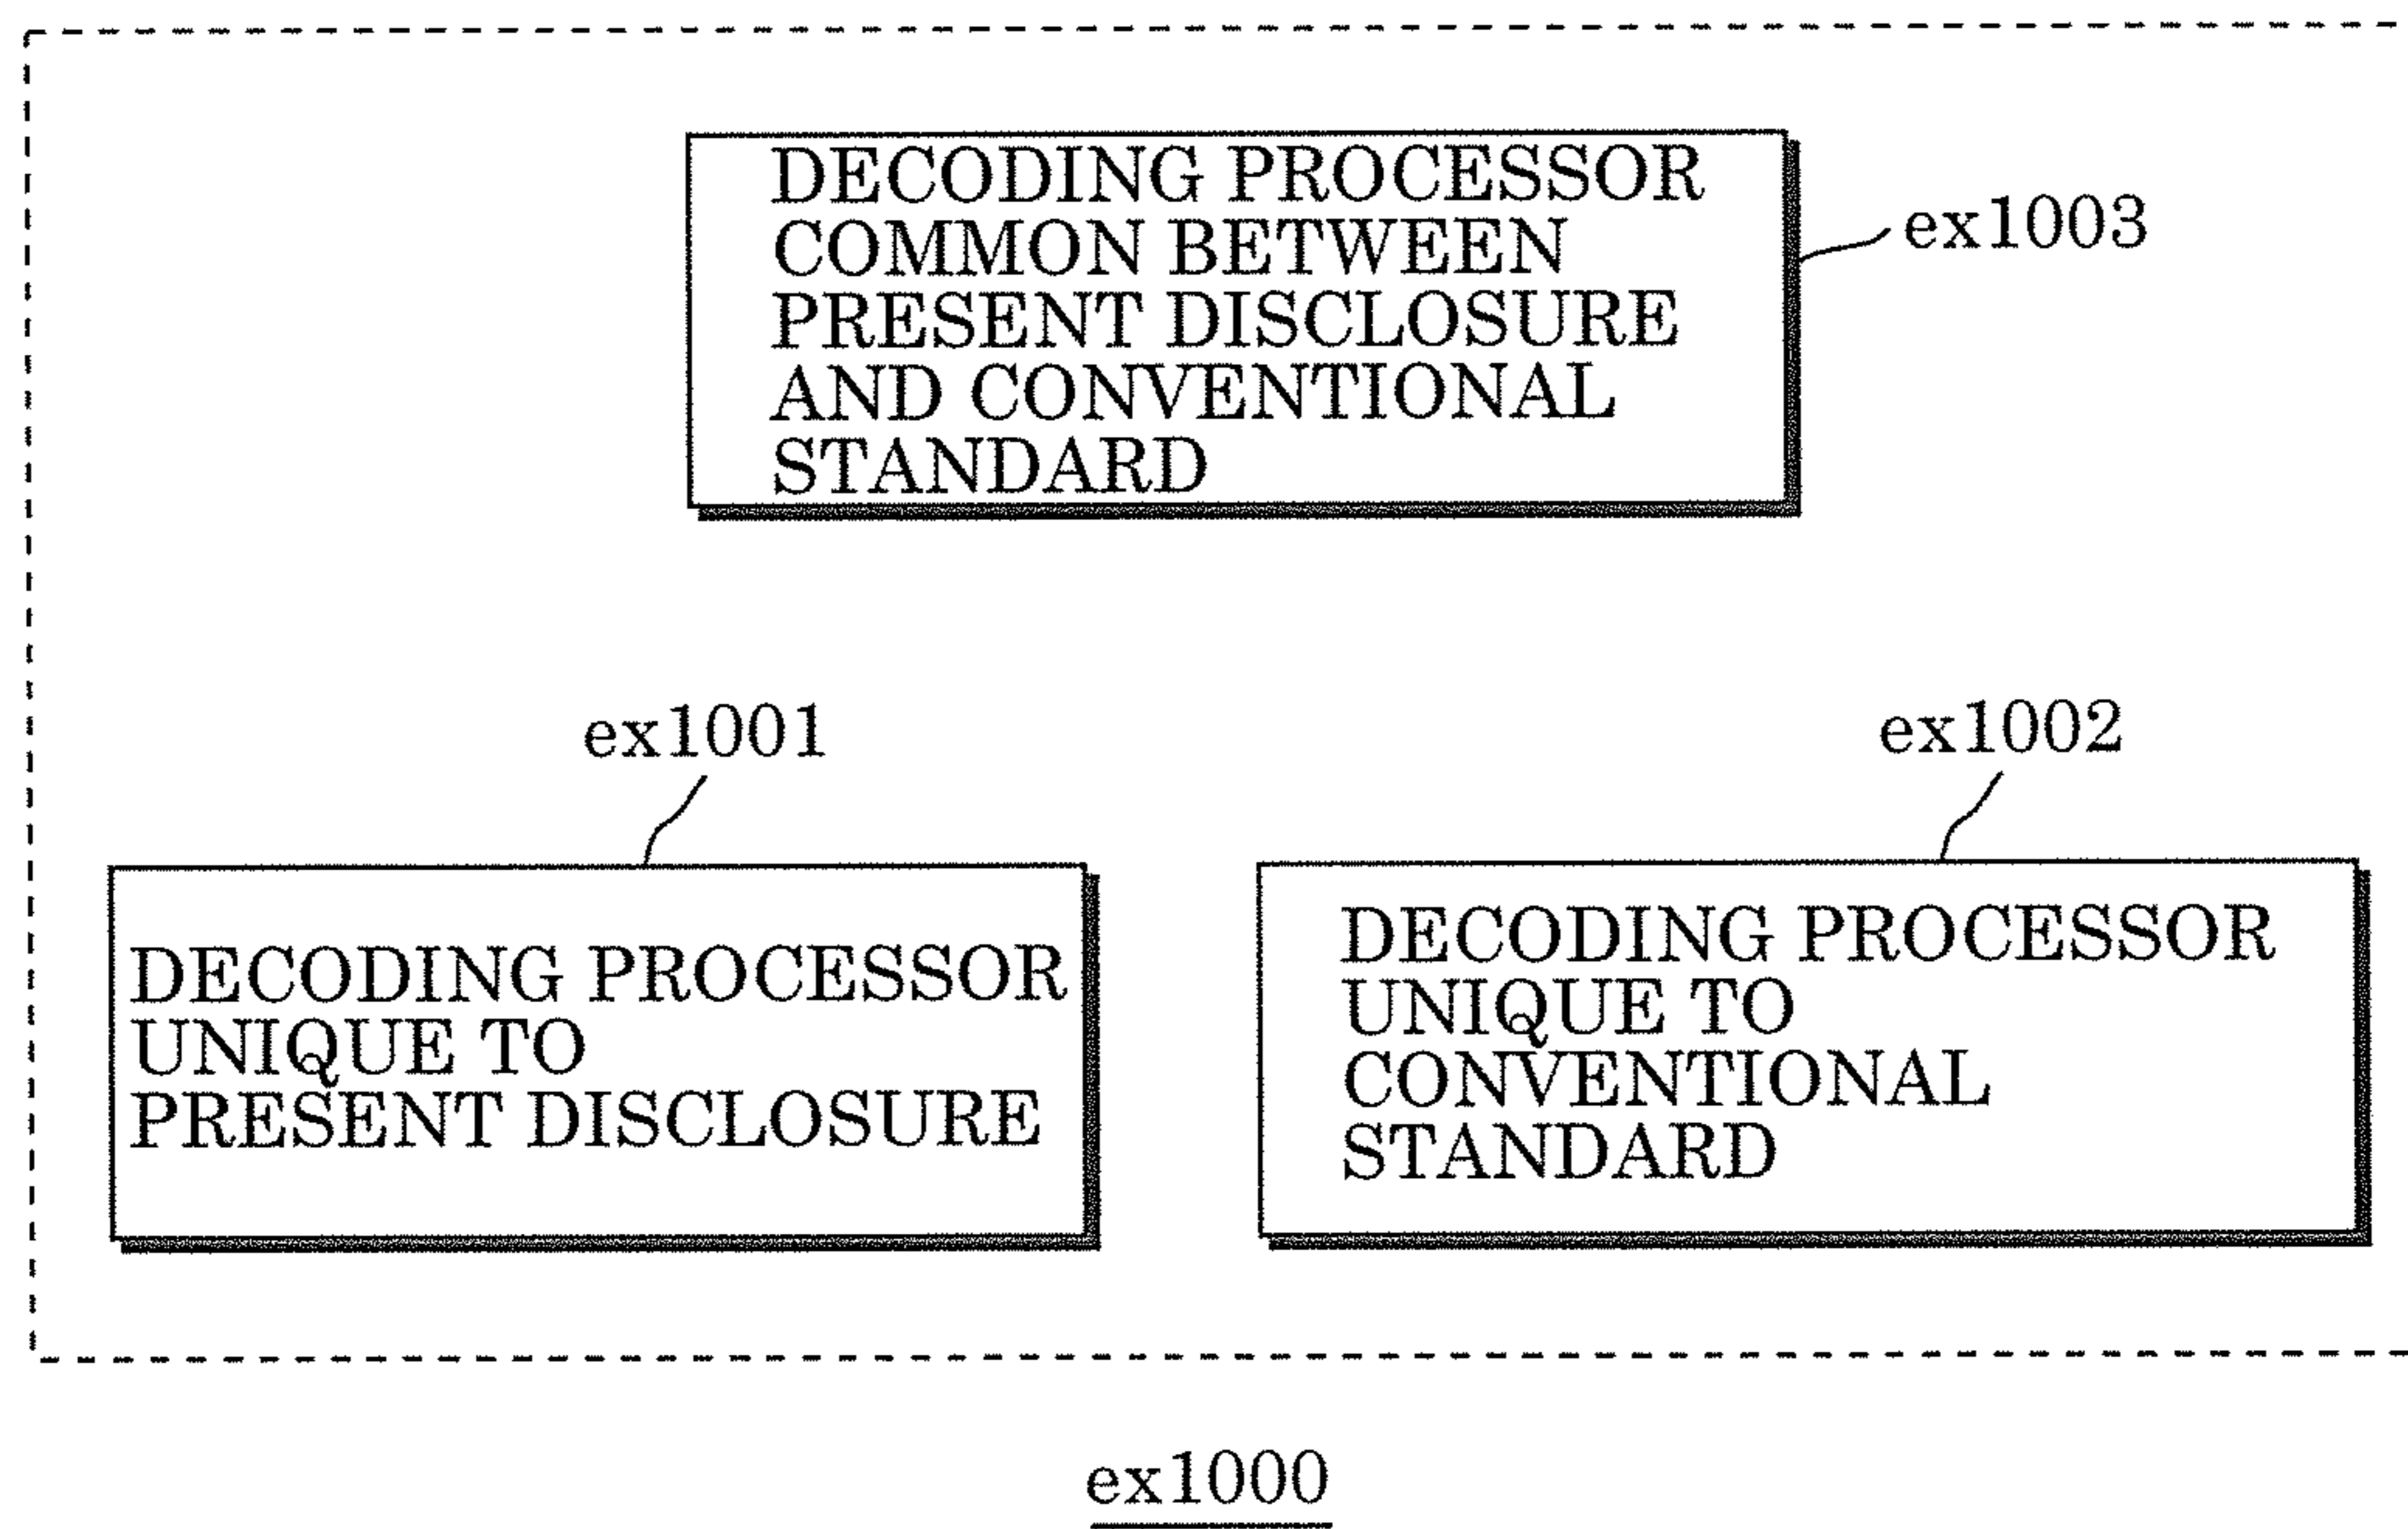 DECODING PROCESSOR
COMMON BETWEEN
PRESENT DISCLOSURE
AND CONVENTIONAL
STANDARD
ex1003
ex1001
DECODING PROCESSOR
UNIQUE TO
PRESENT DISCLOSURE
ex1002
DECODING PROCESSOR
UNIQUE TO
CONVENTIONAL
STANDARD
ex1000